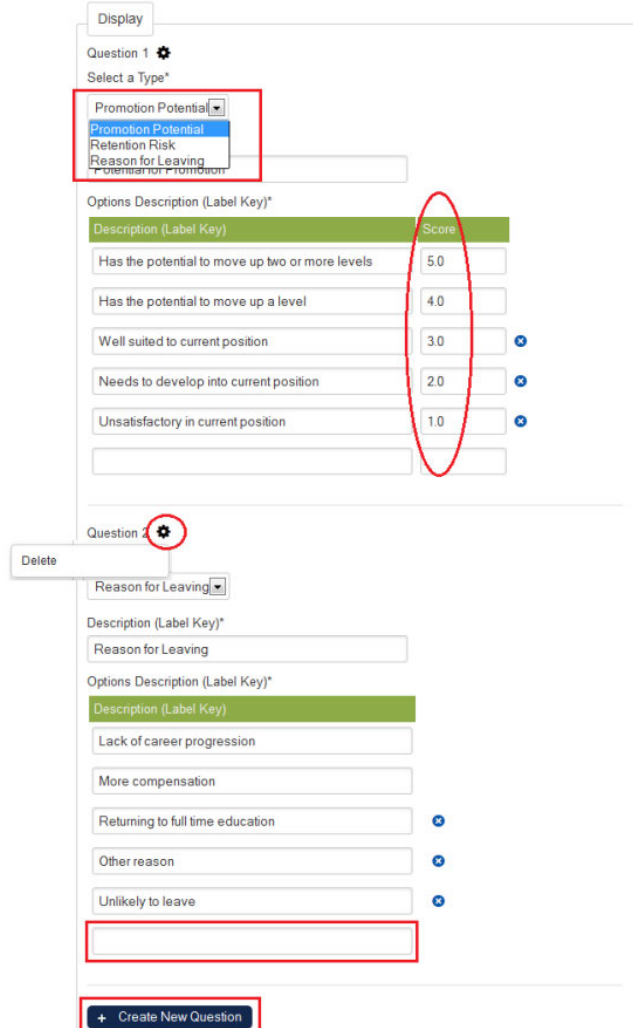 Display
Question 1
Select a Type*
Promotion Potential
Promotion Potential
Retention Risk
Reason for Leaving
Potential for Promotion
Options Description (Label Key)*
Description (Label Key) Score
Has the potential to move up two or more levels 5.0
Has the potential to move up a level 4.0
Well suited to current position 3.0
Needs to develop into current position 2.0
Unsatisfactory in current position 1.0
Question 2
Delete
Reason for Leaving
Description (Label Key)*
Reason for Leaving
Options Description (Label Key)*
Description (Label Key)
Lack of career progression
More compensation
Returning to full time education
Other reason
Unlikely to leave
+ Create New Question